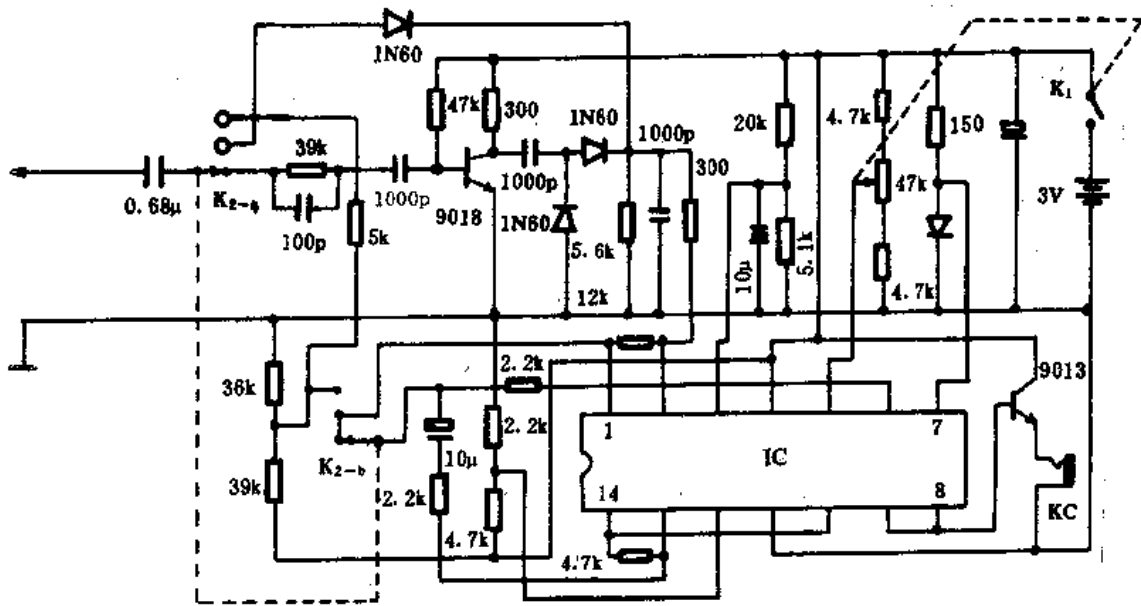 1N60
K₁
47k
300
1N60
1000p
20k
4.7k
150
39k
300
47k
3V
0.68μ
K₂₋ₐ
1000p
1000p
100p
5k
9018
1N60
5.6k
10μ
5.1k
4.7k
12k
36k
2.2k
9013
2.2k
1
7
K₂₋b
10μ
IC
39k
2.2k
14
8
KC
4.7k
4.7k